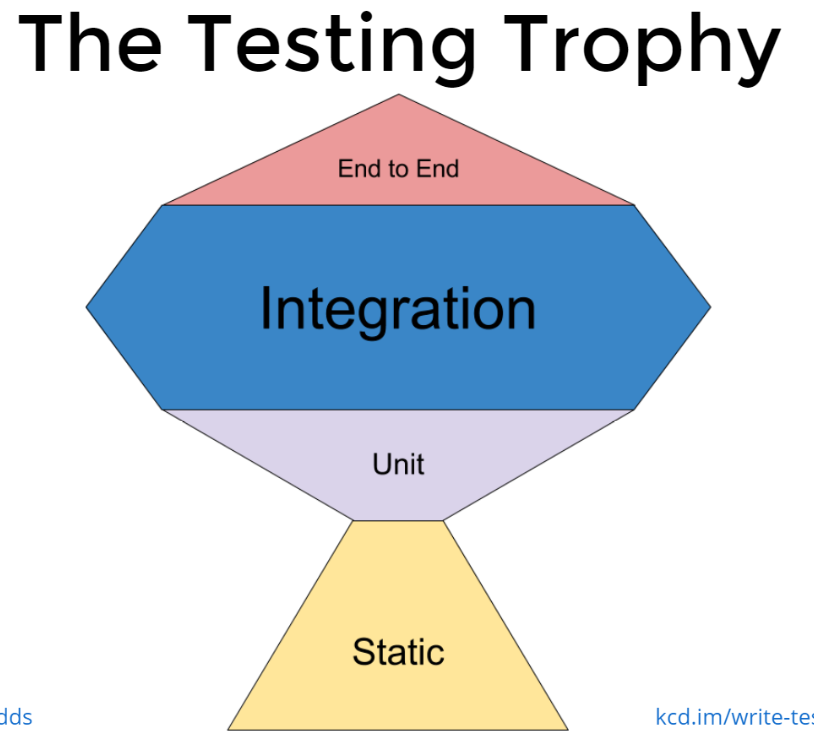 The Testing Trophy
End to End
Integration
Unit
Static
dds
kcd.im/write-tes